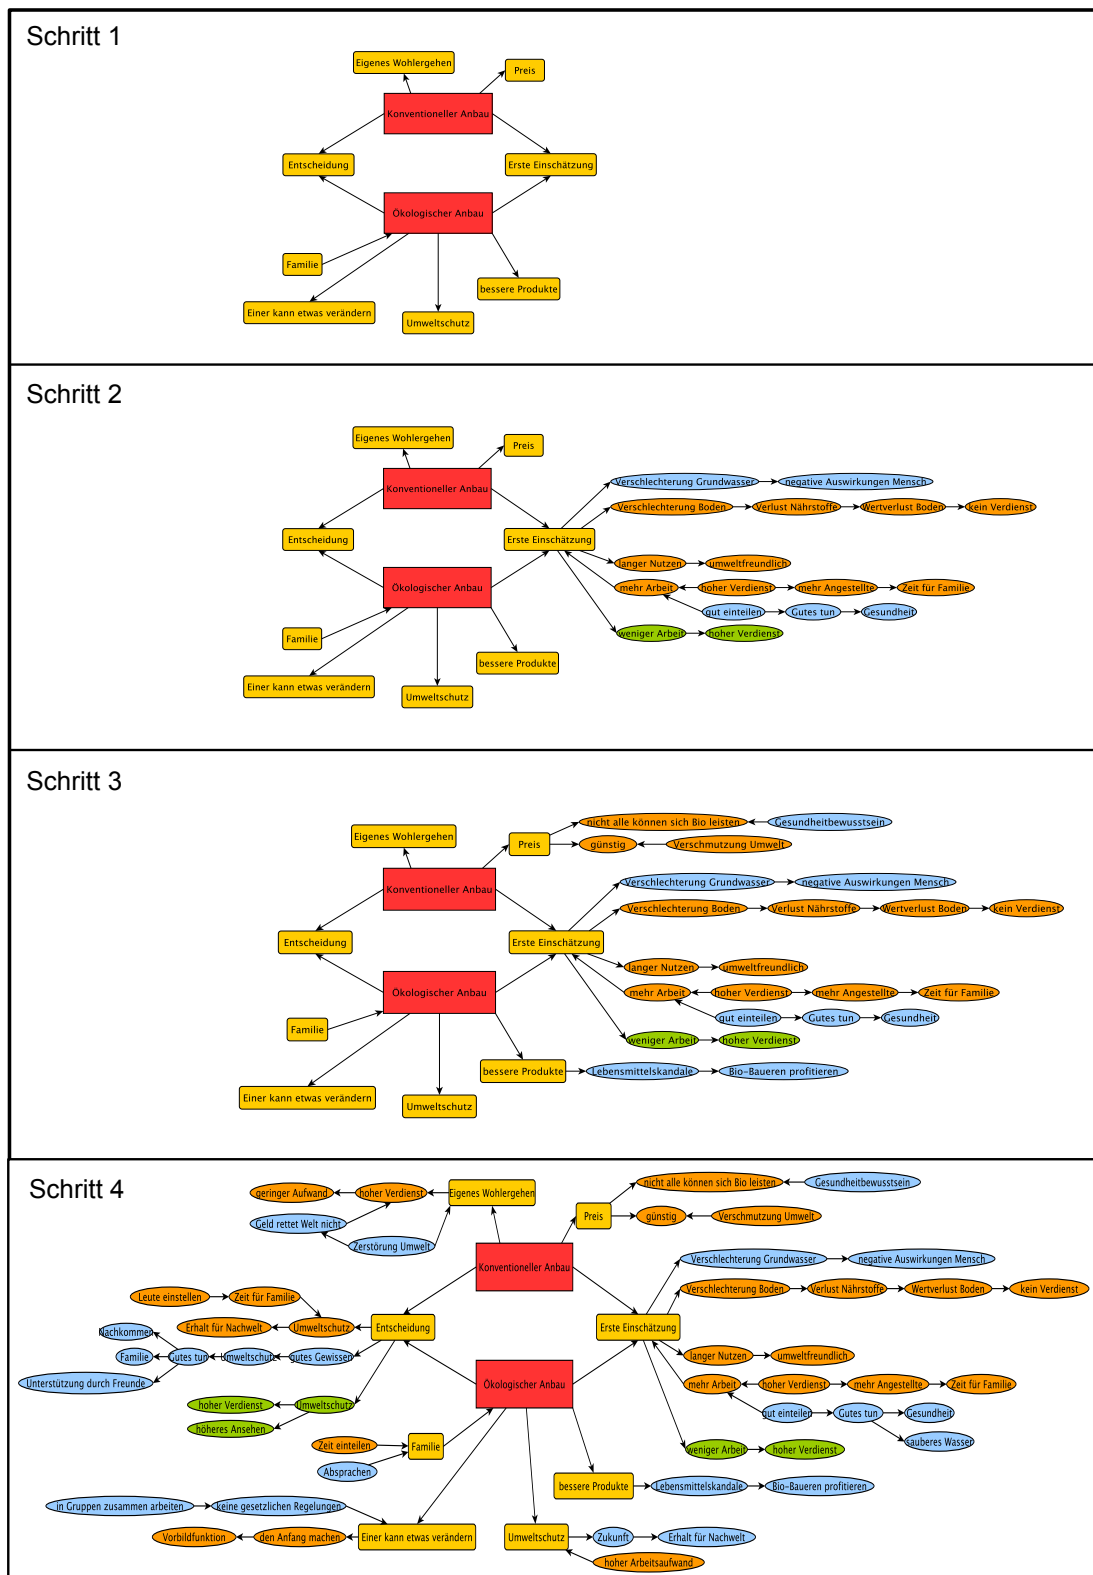 Schritt 1
Eigenes Wohlergehen
Preis
Konventioneller Anbau
Entscheidung
Erste Einschätzung
Ökologischer Anbau
Familie
bessere Produkte
Einer kann etwas verändern
Umweltschutz
Schritt 2
Eigenes Wohlergehen
Preis
Konventioneller Anbau
Verschlechterung Grundwasser
negative Auswirkungen Mensch
Verschlechterung Boden
Verlust Nährstoffe
Wertverlust Boden
kein Verdienst
Entscheidung
Erste Einschätzung
langer Nutzen
umweltfreundlich
Ökologischer Anbau
mehr Arbeit
hoher Verdienst
mehr Angestellte
Zeit für Familie
gut einteilen
Gutes tun
Gesundheit
Familie
weniger Arbeit
hoher Verdienst
bessere Produkte
Einer kann etwas verändern
Umweltschutz
Schritt 3
nicht alle können sich Bio leisten
Gesundheitbewusstsein
Eigenes Wohlergehen
Preis
günstig
Verschmutzung Umwelt
Konventioneller Anbau
Verschlechterung Grundwasser
negative Auswirkungen Mensch
Verschlechterung Boden
Verlust Nährstoffe
Wertverlust Boden
kein Verdienst
Entscheidung
Erste Einschätzung
langer Nutzen
umweltfreundlich
Ökologischer Anbau
mehr Arbeit
hoher Verdienst
mehr Angestellte
Zeit für Familie
gut einteilen
Gutes tun
Gesundheit
Familie
weniger Arbeit
hoher Verdienst
bessere Produkte
Lebensmittelskandale
Bio-Baueren profitieren
Einer kann etwas verändern
Umweltschutz
Schritt 4
geringer Aufwand
hoher Verdienst
Eigenes Wohlergehen
nicht alle können sich Bio leisten
Gesundheitbewusstsein
Preis
günstig
Verschmutzung Umwelt
Geld rettet Welt nicht
Zerstörung Umwelt
Konventioneller Anbau
Verschlechterung Grundwasser
negative Auswirkungen Mensch
Verschlechterung Boden
Verlust Nährstoffe
Wertverlust Boden
kein Verdienst
Leute einstellen
Zeit für Familie
Erhalt für Nachwelt
Umweltschutz
Entscheidung
Erste Einschätzung
Nachkommen
Familie
Gutes tun
Umweltschutz
gutes Gewissen
langer Nutzen
umweltfreundlich
Unterstützung durch Freunde
Ökologischer Anbau
mehr Arbeit
hoher Verdienst
mehr Angestellte
Zeit für Familie
hoher Verdienst
Umweltschutz
gut einteilen
Gutes tun
Gesundheit
höheres Ansehen
sauberes Wasser
Zeit einteilen
Familie
weniger Arbeit
hoher Verdienst
Absprachen
bessere Produkte
Lebensmittelskandale
Bio-Baueren profitieren
in Gruppen zusammen arbeiten
keine gesetzlichen Regelungen
Vorbildfunktion
den Anfang machen
Einer kann etwas verändern
Umweltschutz
Zukunft
Erhalt für Nachwelt
hoher Arbeitsaufwand